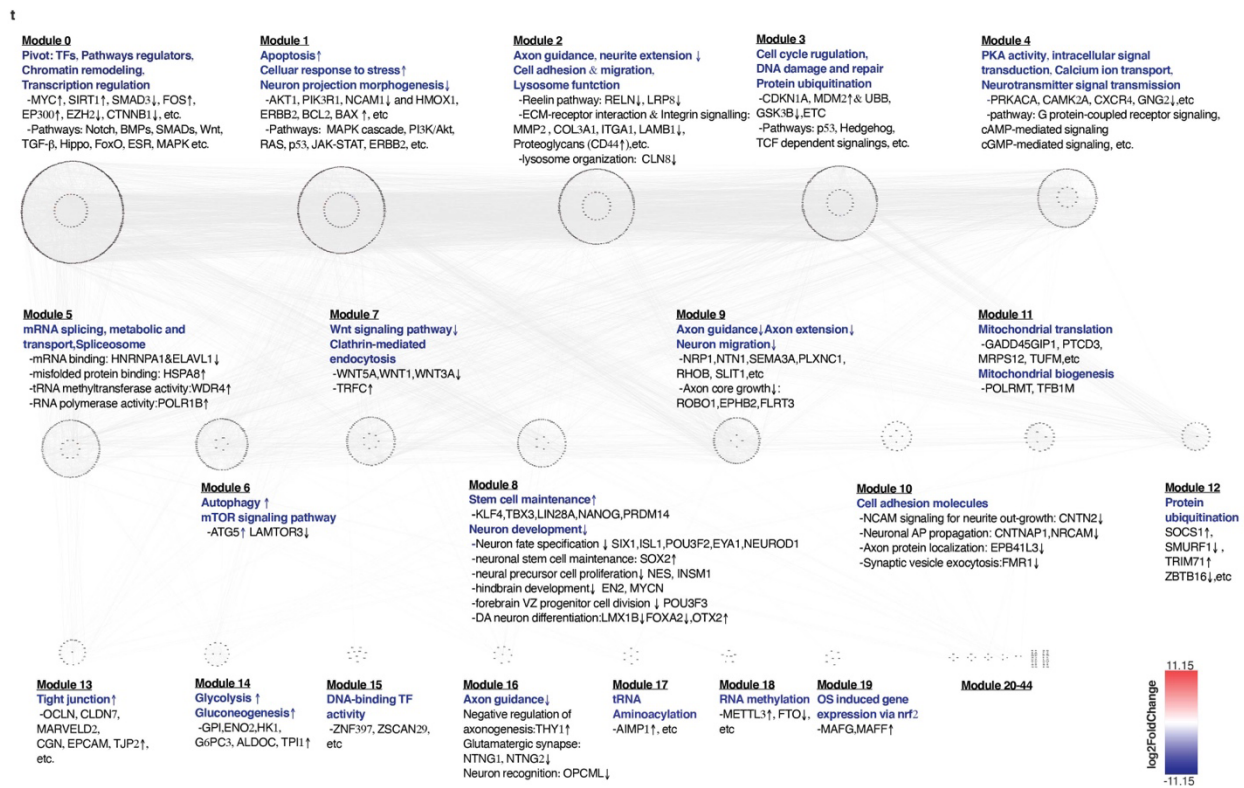 t
Module 0
Pivot: TFs, Pathways regulators,
Chromatin remodeling,
Transcription regulation
-MYC↑, SIRT1↑, SMAD3↓, FOS↑,
EP300↑, EZH2↓, CTNNB1↓, etc.
-Pathways: Notch, BMPs, SMADs, Wnt,
TGF-β, Hippo, FoxO, ESR, MAPK etc.
Module 1
Apoptosis↑
Celluar response to stress↑
Neuron projection morphogenesis↓
-AKT1, PIK3R1, NCAM1↓ and HMOX1,
ERBB2, BCL2, BAX ↑, etc
-Pathways: MAPK cascade, PI3K/Akt,
RAS, p53, JAK-STAT, ERBB2, etc.
Module 2
Axon guidance, neurite extension ↓
Cell adhesion & migration,
Lysosome funtction
-Reelin pathway: RELN↓, LRP8↓
-ECM-receptor interaction & Integrin signalling:
MMP2 , COL3A1, ITGA1, LAMB1↓,
Proteoglycans (CD44↑),etc.
-lysosome organization: CLN8↓
Module 3
Cell cycle rugulation,
DNA damage and repair
Protein ubiquitination
-CDKN1A, MDM2↑& UBB,
GSK3B↓,ETC
-Pathways: p53, Hedgehog,
TCF dependent signalings, etc.
Module 4
PKA activity, intracellular signal
transduction, Calcium ion transport,
Neurotransmitter signal transmission
-PRKACA, CAMK2A, CXCR4, GNG2↓,etc
-pathway: G protein-coupled receptor signaling,
cAMP-mediated signaling
cGMP-mediated signaling, etc.
Module 5
mRNA splicing, metabolic and
transport,Spliceosome
-mRNA binding: HNRNPA1&ELAVL1↓
-misfolded protein binding: HSPA8↑
-tRNA methyltransferase activity:WDR4↑
-RNA polymerase activity:POLR1B↑
Module 7
Wnt signaling pathway↓
Clathrin-mediated
endocytosis
-WNT5A,WNT1,WNT3A↓
-TRFC↑
Module 9
Axon guidance↓Axon extension↓
Neuron migration↓
-NRP1,NTN1,SEMA3A,PLXNC1,
RHOB, SLIT1,etc
-Axon core growth↓:
ROBO1,EPHB2,FLRT3
Module 11
Mitochondrial translation
-GADD45GIP1, PTCD3,
MRPS12, TUFM,etc
Mitochondrial biogenesis
-POLRMT, TFB1M
Module 6
Autophagy ↑
mTOR signaling pathway
-ATG5↑ LAMTOR3↓
Module 8
Stem cell maintenance↑
-KLF4,TBX3,LIN28A,NANOG,PRDM14
Neuron development↓
-Neuron fate specification ↓ SIX1,ISL1,POU3F2,EYA1,NEUROD1
-neuronal stem cell maintenance: SOX2↑
-neural precursor cell proliferation↓ NES, INSM1
-hindbrain development↓ EN2, MYCN
-forebrain VZ progenitor cell division ↓ POU3F3
-DA neuron differentiation:LMX1B↓FOXA2↓,OTX2↑
Module 10
Cell adhesion molecules
-NCAM signaling for neurite out-growth: CNTN2↓
-Neuronal AP propagation: CNTNAP1,NRCAM↓
-Axon protein localization: EPB41L3↓
-Synaptic vesicle exocytosis:FMR1↓
Module 12
Protein
ubiquitination
SOCS1↑,
SMURF1↓ ,
TRIM71↑
ZBTB16↓,etc
Module 13
Tight junction↑
-OCLN, CLDN7,
MARVELD2,
CGN, EPCAM, TJP2↑,
etc.
Module 14
Glycolysis ↑
Gluconeogenesis↑
-GPI,ENO2,HK1,
G6PC3, ALDOC, TPI1↑
Module 15
DNA-binding TF
activity
-ZNF397, ZSCAN29,
etc
Module 16
Axon guidance↓
Negative regulation of
axonogenesis:THY1↑
Glutamatergic synapse:
NTNG1, NTNG2↓
Neuron recognition: OPCML↓
Module 17
tRNA
Aminoacylation
-AIMP1↑, etc
Module 18
RNA methylation
-METTL3↑, FTO↓,
etc
Module 19
OS induced gene
expression via nrf2
-MAFG,MAFF↑
Module 20-44
11.15
log2FoldChange
-11.15